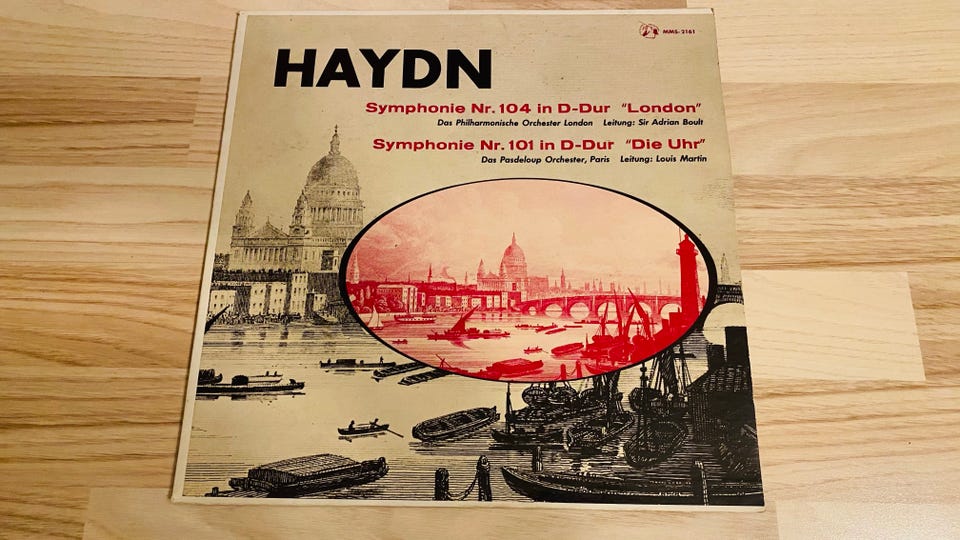 MMS-2161
HAYDN
Symphonie Nr. 104 in D-Dur "London"
Das Philharmonische Orchester London Leitung: Sir Adrian Boult
Symphonie Nr. 101 in D-Dur "Die Uhr"
Das Pasdeloup Orchester, Paris Leitung: Louis Martin